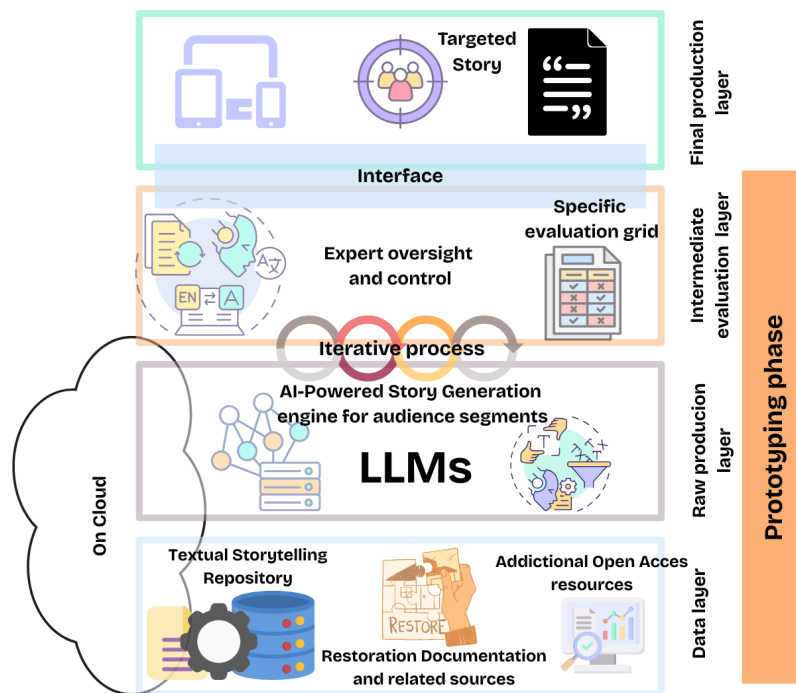 Targeted
Story
“
”
Final production
layer
Interface
Specific
evaluation grid
Expert oversight
and control
EN
A
A文
Intermediate
evaluation layer
Iterative process
AI-Powered Story Generation
engine for audience segments
LLMs
T
Raw producion
layer
Prototyping phase
On Cloud
Textual Storytelling
Repository
Addictional Open Acces
resources
RESTORE
Restoration Documentation
and related sources
Data layer